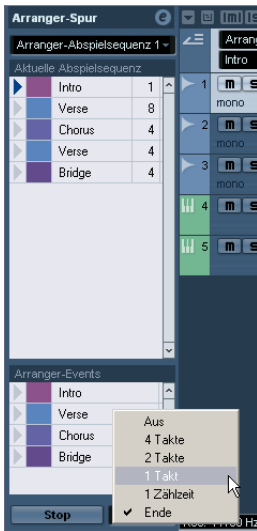 Arranger-Spur e
Arranger-Abspielsequenz 1
Aktuelle Abspielsequenz
Intro 1
Verse 8
Chorus 4
Verse 4
Bridge 4
Arranger-Events
Intro
Verse
Chorus
Bridge
Stop
Aus
4 Takte
2 Takte
1 Takt
1 Zählzeit
Ende
Intro
1 m
mono
2 m
mono
3 m
mono
4 m
5 m